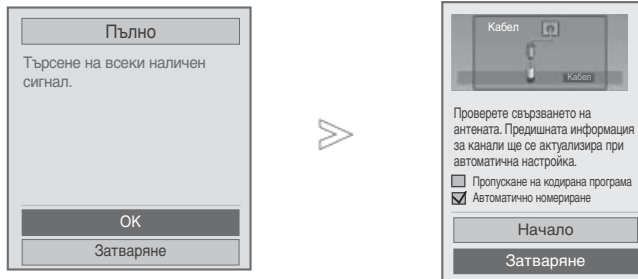 Пълно
Търсене на всеки наличен
сигнал.
OK
Затваряне
Кабел
Кабел
Проверете свързването на
антената. Предишната информация
за канали ще се актуализира при
автоматична настройка.
Пропускане на кодирана програма
Автоматично номериране
Начало
Затваряне